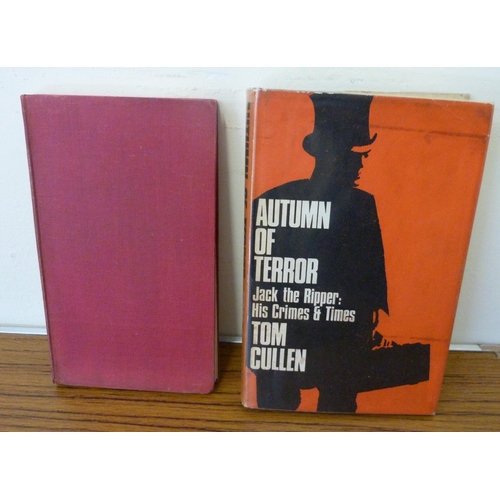 AUTUMN
OF
TERROR
Jack the Ripper:
His Crimes & Times
TOM
CULLEN